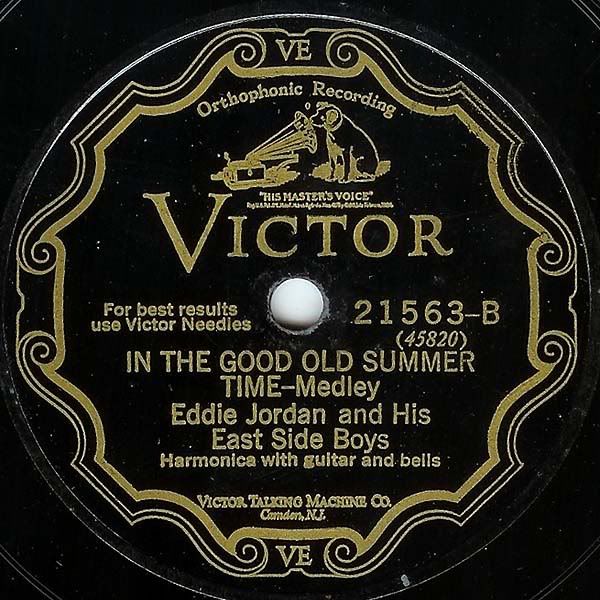 VE
Orthophonic Recording
"HIS MASTER'S VOICE"
VICTOR
For best results
use Victor Needles
21563-B
(45820)
IN THE GOOD OLD SUMMER
TIME-Medley
Eddie Jordan and His
East Side Boys
Harmonica with guitar and bells
VICTOR TALKING MACHINE CO.
Camden, N.J.
VE